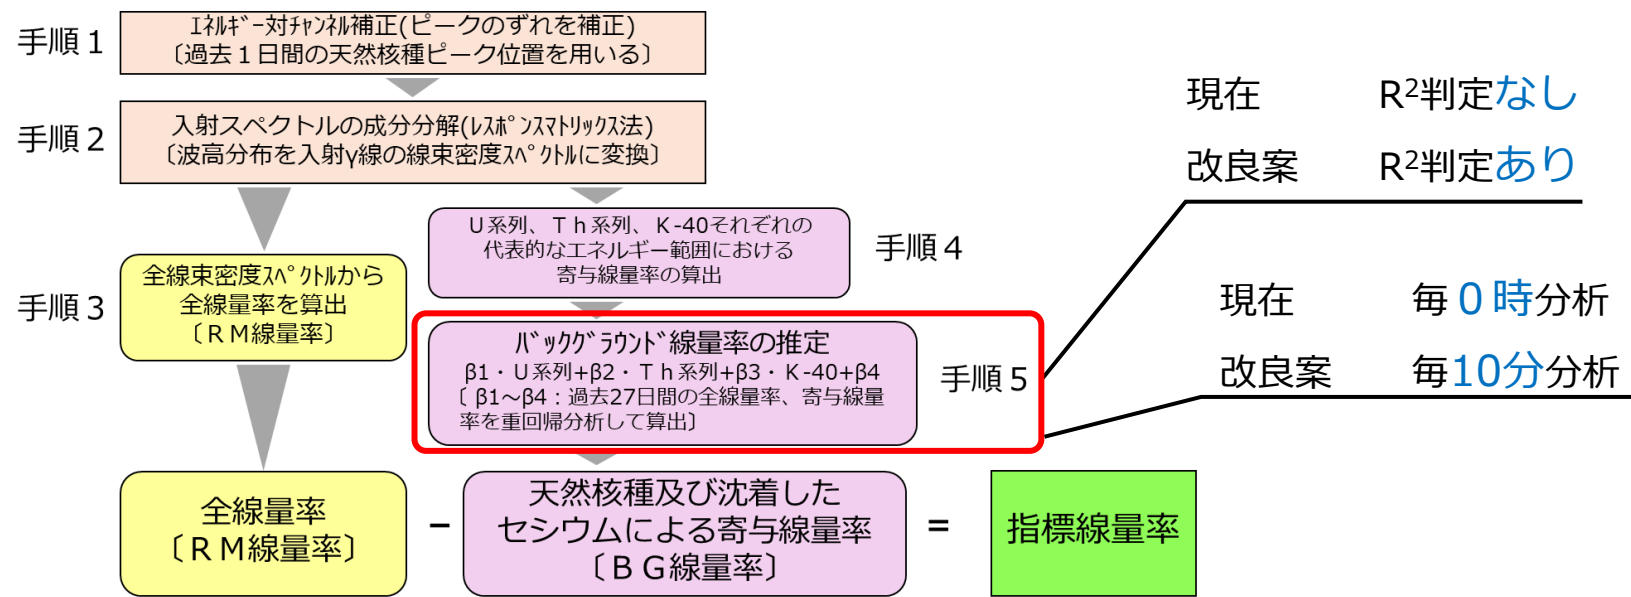 手順１
ｴﾈﾙｷﾞｰ対ﾁｬﾝﾈﾙ補正(ピークのずれを補正)
〔過去１日間の天然核種ピーク位置を用いる〕
手順２
入射スペクトルの成分分解(ﾚｽﾎﾟﾝｽﾏﾄﾘｯｸｽ法)
〔波高分布を入射γ線の線束密度ｽﾍﾟｸﾄﾙに変換〕
手順３
全線束密度ｽﾍﾟｸﾄﾙから
全線量率を算出
〔ＲＭ線量率〕
Ｕ系列、Ｔｈ系列、Ｋ-40それぞれの
代表的なエネルギー範囲における
寄与線量率の算出
手順４
ﾊﾞｯｸｸﾞﾗｳﾝﾄﾞ線量率の推定
β1・Ｕ系列+β2・Ｔｈ系列+β3・Ｋ-40+β4
〔 β1～β4：過去27日間の全線量率、寄与線量
率を重回帰分析して算出〕
手順５
現在 R²判定なし
改良案 R²判定あり
現在 毎０時分析
改良案 毎10分分析
全線量率
〔ＲＭ線量率〕
－
天然核種及び沈着した
セシウムによる寄与線量率
〔ＢＧ線量率〕
＝
指標線量率